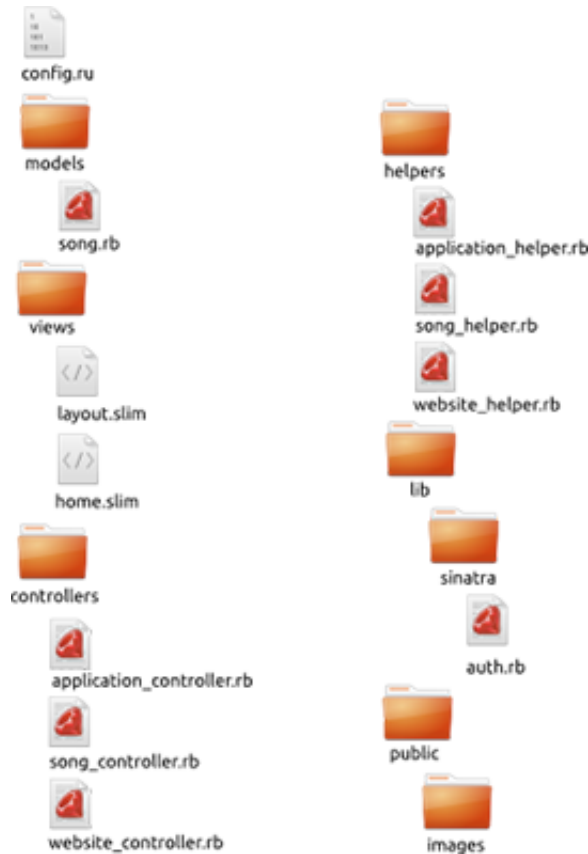 config.ru
models
song.rb
views
layout.slim
home.slim
controllers
application_controller.rb
song_controller.rb
website_controller.rb
helpers
application_helper.rb
song_helper.rb
website_helper.rb
lib
sinatra
auth.rb
public
images